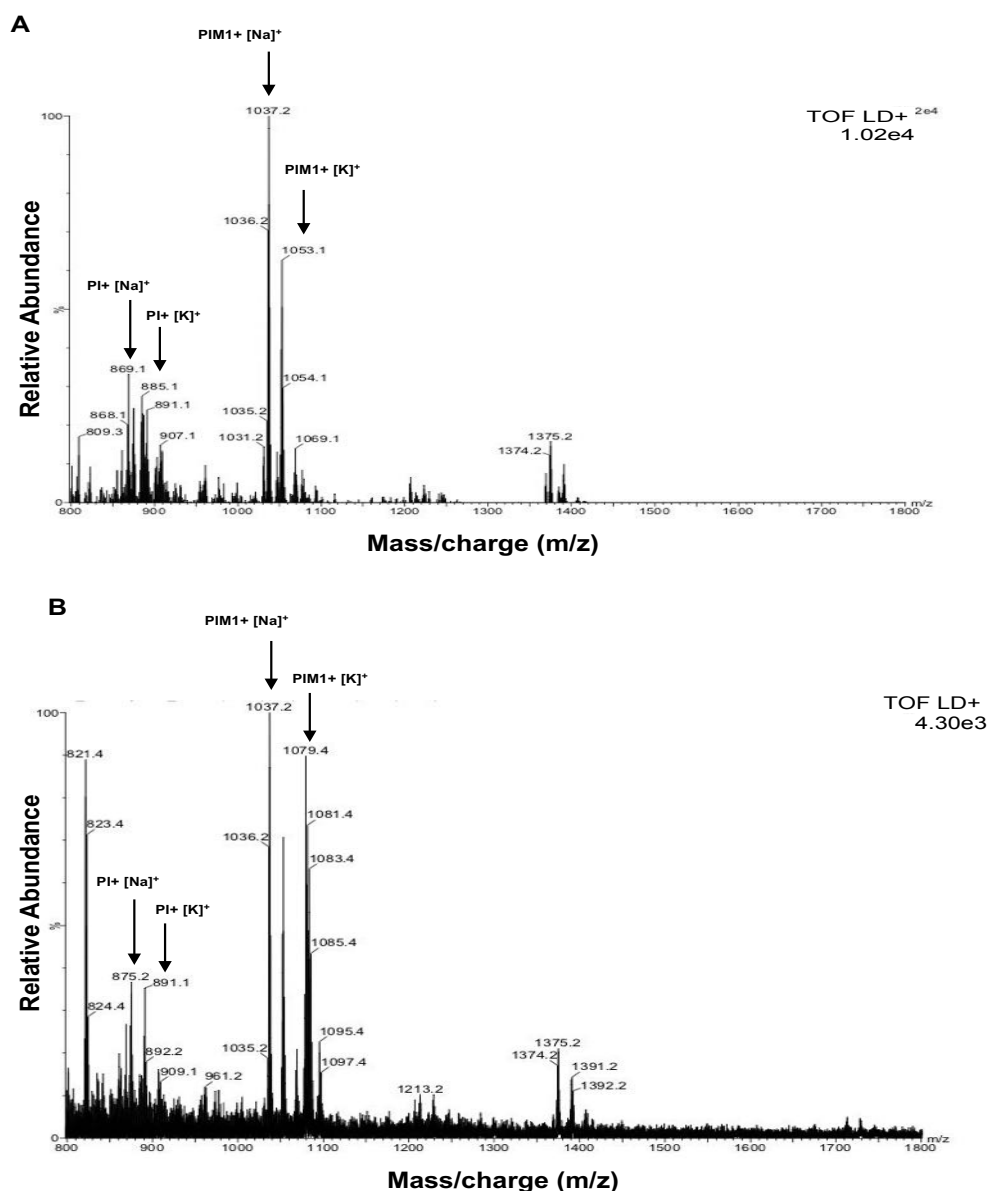 A
PIM1+ [Na]⁺
1037.2
100
TOF LD+ 2e4
1.02e4
PIM1+ [K]⁺
1036.2
1053.1
PI+ [Na]⁺
PI+ [K]⁺
%
869.1
885.1
1054.1
891.1
868.1
1035.2
809.3
907.1
1031.2
1069.1
1375.2
1374.2
0
m/z
800 900 1000 1100 1200 1300 1400 1500 1600 1700 1800
Relative Abundance
Mass/charge (m/z)
B
PIM1+ [Na]⁺
PIM1+ [K]⁺
TOF LD+
4.30e3
100
1037.2
821.4
1079.4
823.4
1081.4
1036.2
1083.4
PI+ [Na]⁺
PI+ [K]⁺
%
1085.4
875.2
891.1
824.4
1095.4
892.2
1035.2
1097.4
1375.2
1374.2
1391.2
909.1
961.2
1213.2
1392.2
0
m/z
800 900 1000 1100 1200 1300 1400 1500 1600 1700 1800
Relative Abundance
Mass/charge (m/z)